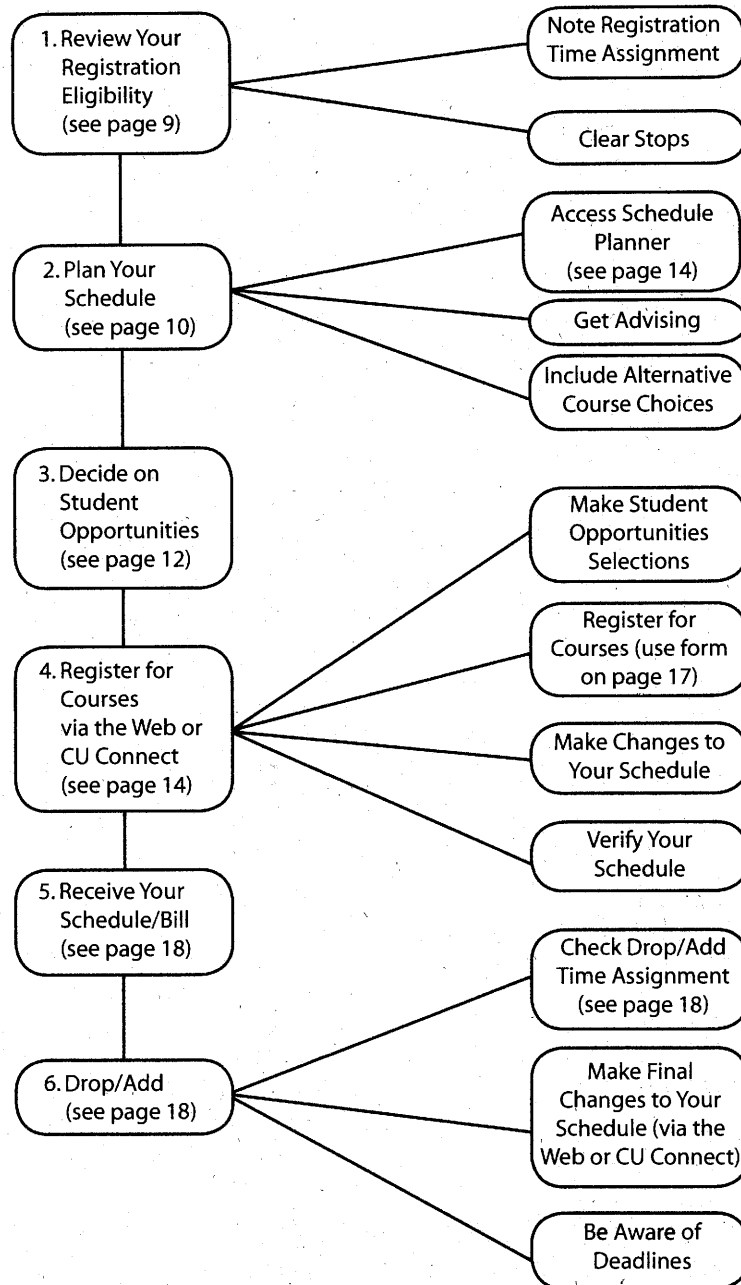 1. Review Your
Registration
Eligibility
(see page 9)
Note Registration
Time Assignment
Clear Stops
2. Plan Your
Schedule
(see page 10)
Access Schedule
Planner
(see page 14)
Get Advising
Include Alternative
Course Choices
3. Decide on
Student
Opportunities
(see page 12)
4. Register for
Courses
via the Web or
CU Connect
(see page 14)
Make Student
Opportunities
Selections
Register for
Courses (use form
on page 17)
Make Changes to
Your Schedule
Verify Your
Schedule
5. Receive Your
Schedule/Bill
(see page 18)
6. Drop/Add
(see page 18)
Check Drop/Add
Time Assignment
(see page 18)
Make Final
Changes to Your
Schedule (via the
Web or CU Connect)
Be Aware of
Deadlines